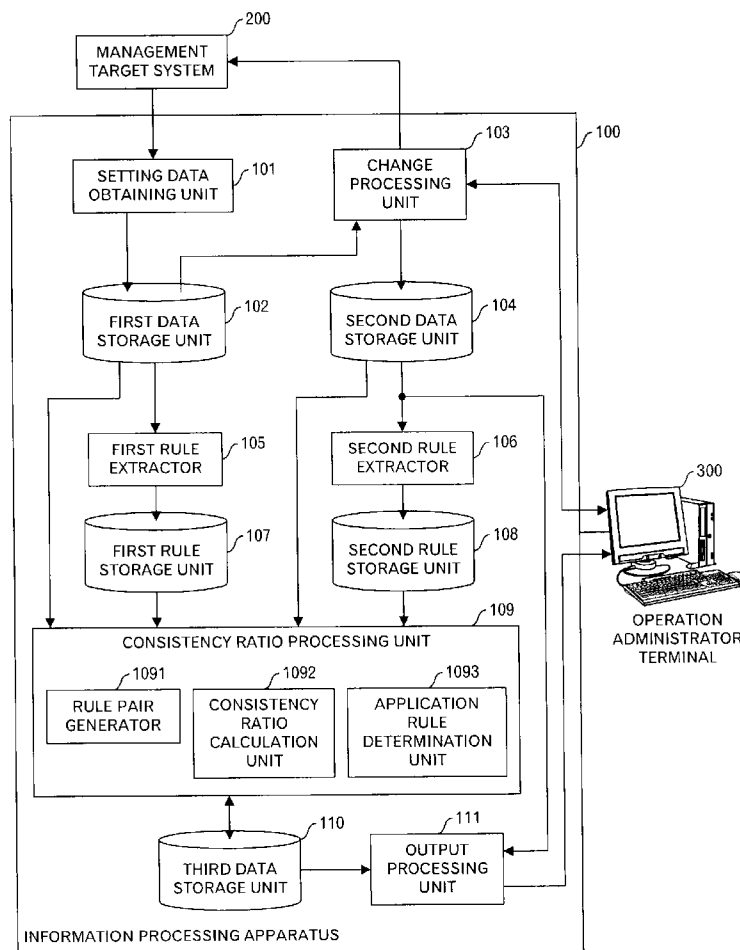 200
MANAGEMENT
TARGET SYSTEM
103
100
101
SETTING DATA
OBTAINING UNIT
CHANGE
PROCESSING
UNIT
102
FIRST DATA
STORAGE UNIT
104
SECOND DATA
STORAGE UNIT
105
FIRST RULE
EXTRACTOR
106
SECOND RULE
EXTRACTOR
300
107
FIRST RULE
STORAGE UNIT
108
SECOND RULE
STORAGE UNIT
OPERATION
ADMINISTRATOR
TERMINAL
109
CONSISTENCY RATIO PROCESSING UNIT
1091
RULE PAIR
GENERATOR
1092
CONSISTENCY
RATIO
CALCULATION
UNIT
1093
APPLICATION
RULE
DETERMINATION
UNIT
110
THIRD DATA
STORAGE UNIT
111
OUTPUT
PROCESSING
UNIT
INFORMATION PROCESSING APPARATUS